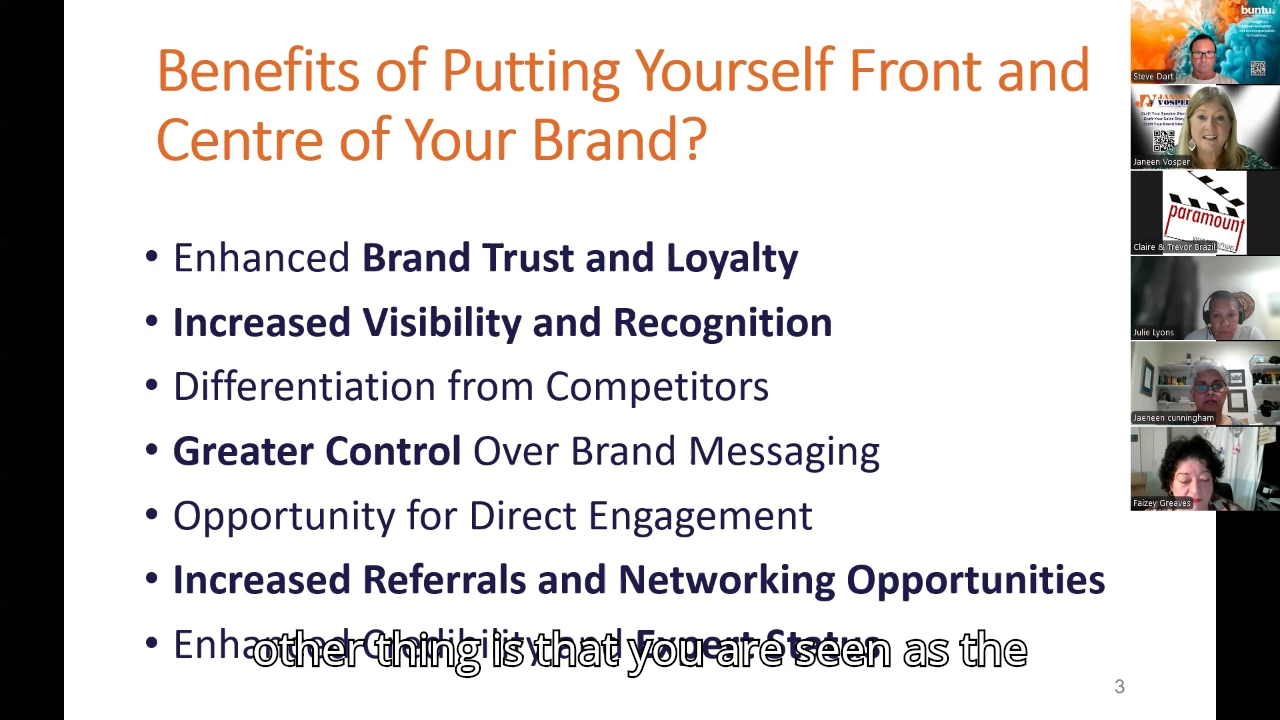 Benefits of Putting Yourself Front and
Centre of Your Brand?
• Enhanced Brand Trust and Loyalty
• Increased Visibility and Recognition
• Differentiation from Competitors
• Greater Control Over Brand Messaging
• Opportunity for Direct Engagement
• Increased Referrals and Networking Opportunities
• Enhanced Credibility and Expert Status
other thing is that you are seen as the
3
buntu.
Steve Dart
VOSPER
Janeen Vosper
paramount
Claire & Trevor Brazil
Julie Lyons
Jaeneen cunningham
Faizey Greaves